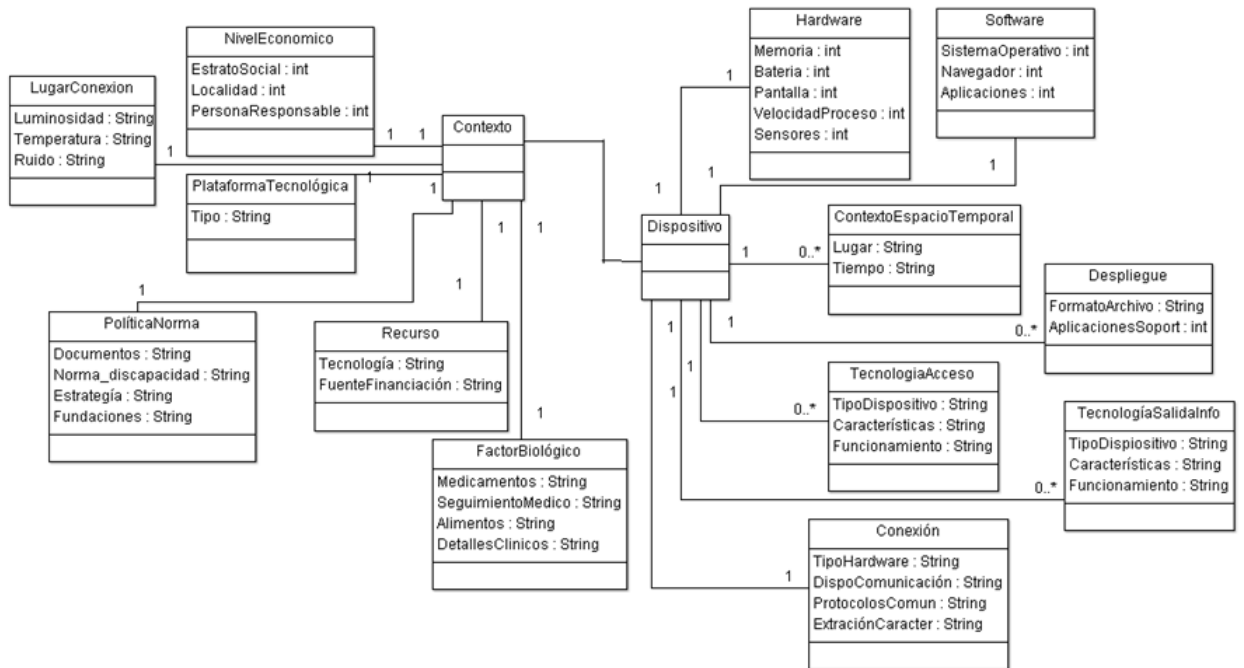 NivelEconomico
EstratoSocial : int
Localidad : int
PersonaResponsable : int
LugarConexion
Luminosidad : String
Temperatura : String
Ruido : String
Contexto
PlataformaTecnológica
Tipo : String
PolíticaNorma
Documentos : String
Norma_discapacidad : String
Estrategía : String
Fundaciones : String
Recurso
Tecnología : String
FuenteFinanciación : String
FactorBiológico
Medicamentos : String
SeguimientoMedico : String
Alimentos : String
DetallesClinicos : String
1
1
1
1
1
1
1
1
1
1
Hardware
Memoria : int
Bateria : int
Pantalla : int
VelocidadProceso : int
Sensores : int
Software
SistemaOperativo : int
Navegador : int
Aplicaciones : int
1
1
1
1
Dispositivo
ContextoEspacioTemporal
Lugar : String
Tiempo : String
1
0..*
Despliegue
FormatoArchivo : String
AplicacionesSoport : int
1
1
0..*
TecnologiaAcceso
TipoDispositivo : String
Características : String
Funcionamiento : String
1
0..*
TecnologíaSalidaInfo
TipoDispiositivo : String
Características : String
Funcionamiento : String
1
0..*
Conexión
TipoHardware : String
DispoComunicación : String
ProtocolosComun : String
ExtraciónCaracter : String
1